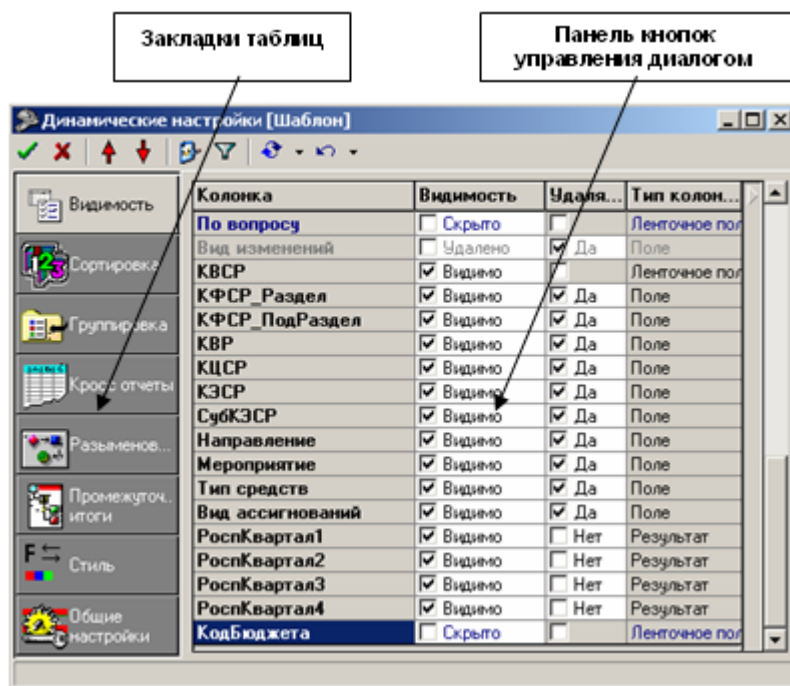 Закладки таблиц
Панель кнопок
управления диалогом
Динамические настройки [Шаблон]
Видимость
Сортировка
Группировка
Кросс отчеты
Разыменов...
Промежуточ..
итоги
Стиль
Общие
настройки
Колонка Видимость Удаля... Тип колон...
По вопросу Скрыто Ленточное пол
Вид изменений Удалено Да Поле
КВСР Видимо Ленточное пол
КФСР_Раздел Видимо Да Поле
КФСР_ПодРаздел Видимо Да Поле
КВР Видимо Да Поле
КЦСР Видимо Да Поле
КЭСР Видимо Да Поле
СубКЭСР Видимо Да Поле
Направление Видимо Да Поле
Мероприятие Видимо Да Поле
Тип средств Видимо Да Поле
Вид ассигнований Видимо Да Поле
РоспКвартал1 Видимо Нет Результат
РоспКвартал2 Видимо Нет Результат
РоспКвартал3 Видимо Нет Результат
РоспКвартал4 Видимо Нет Результат
КодБюджета Скрыто Ленточное пол